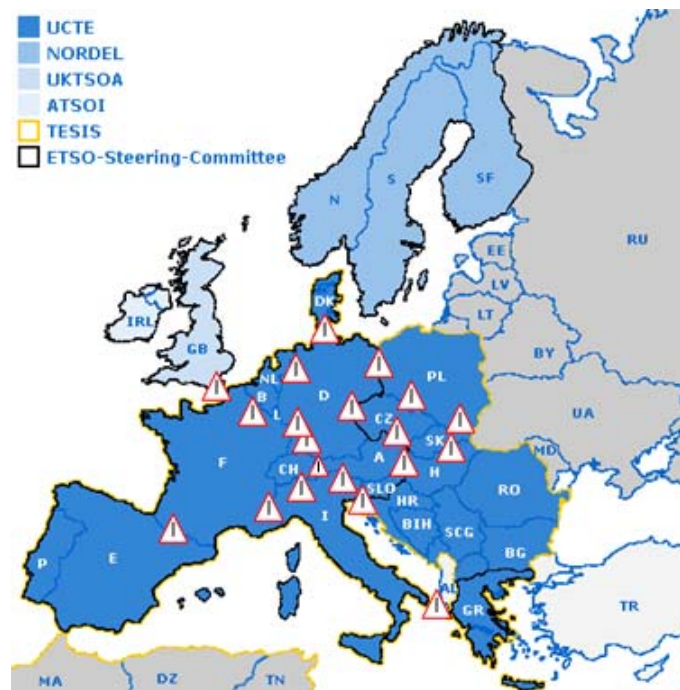 UCTE
NORDEL
UKTSOA
ATSOI
TESIS
ETSO-Steering-Committee
N
S
SF
RU
EE
LV
LT
DK
IRL
GB
BY
NL
B
D
PL
L
CZ
UA
SK
MD
F
A
H
CH
SLO
RO
HR
I
BIH
SCG
BG
P
E
AL
GR
TR
MA
DZ
TN